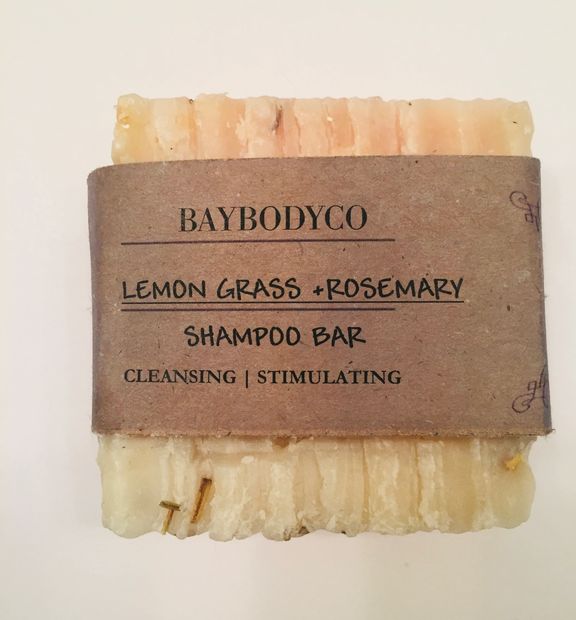 BAYBODYCO
LEMON GRASS +ROSEMARY
SHAMPOO BAR
CLEANSING | STIMULATING